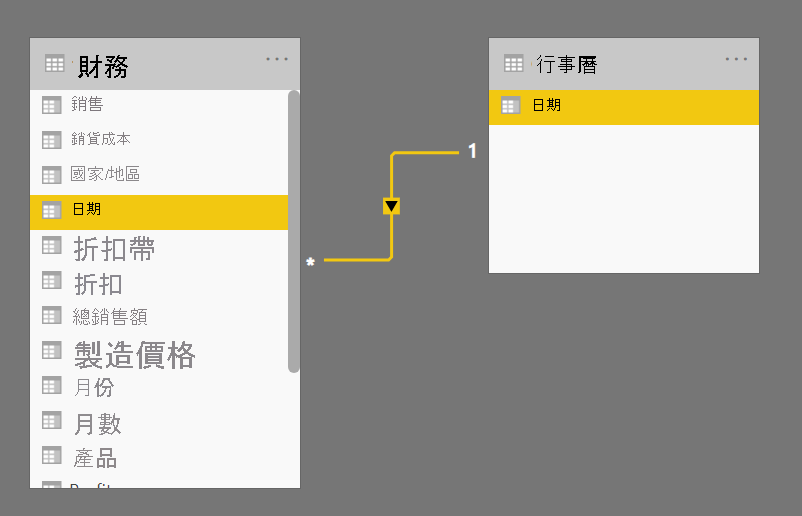 財務
銷售
銷貨成本
國家/地區
日期
折扣帶
折扣
總銷售額
製造價格
月份
月數
產品
*
1
行事曆
日期